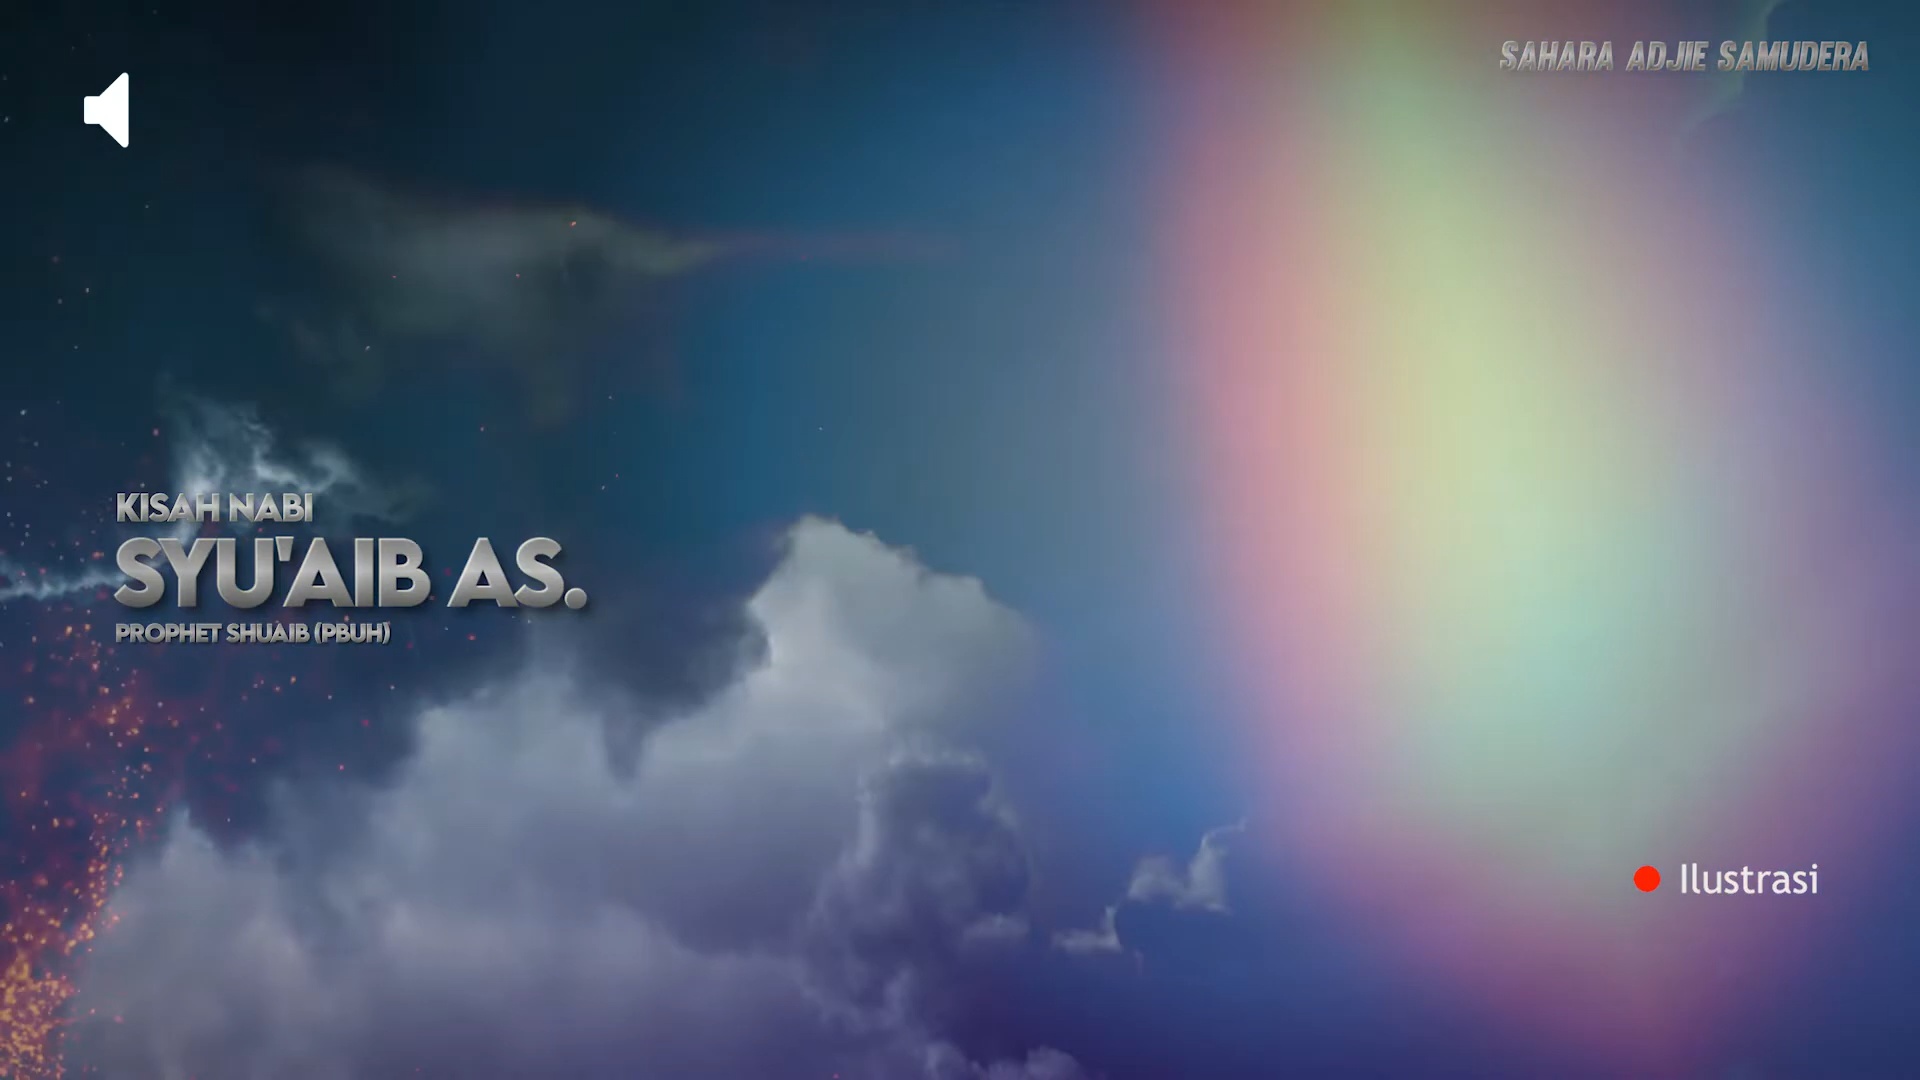 SAHARA ADJIE SAMUDERA
KISAH NABI
SYU'AIB AS.
PROPHET SHUAIB (PBUH)
Ilustrasi